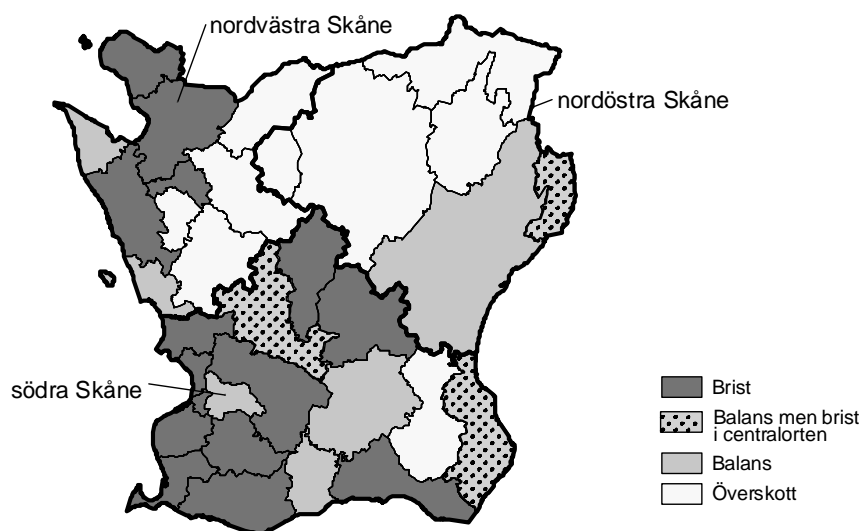 nordvästra Skåne
nordöstra Skåne
södra Skåne
Brist
Balans men brist
i centralorten
Balans
Överskott